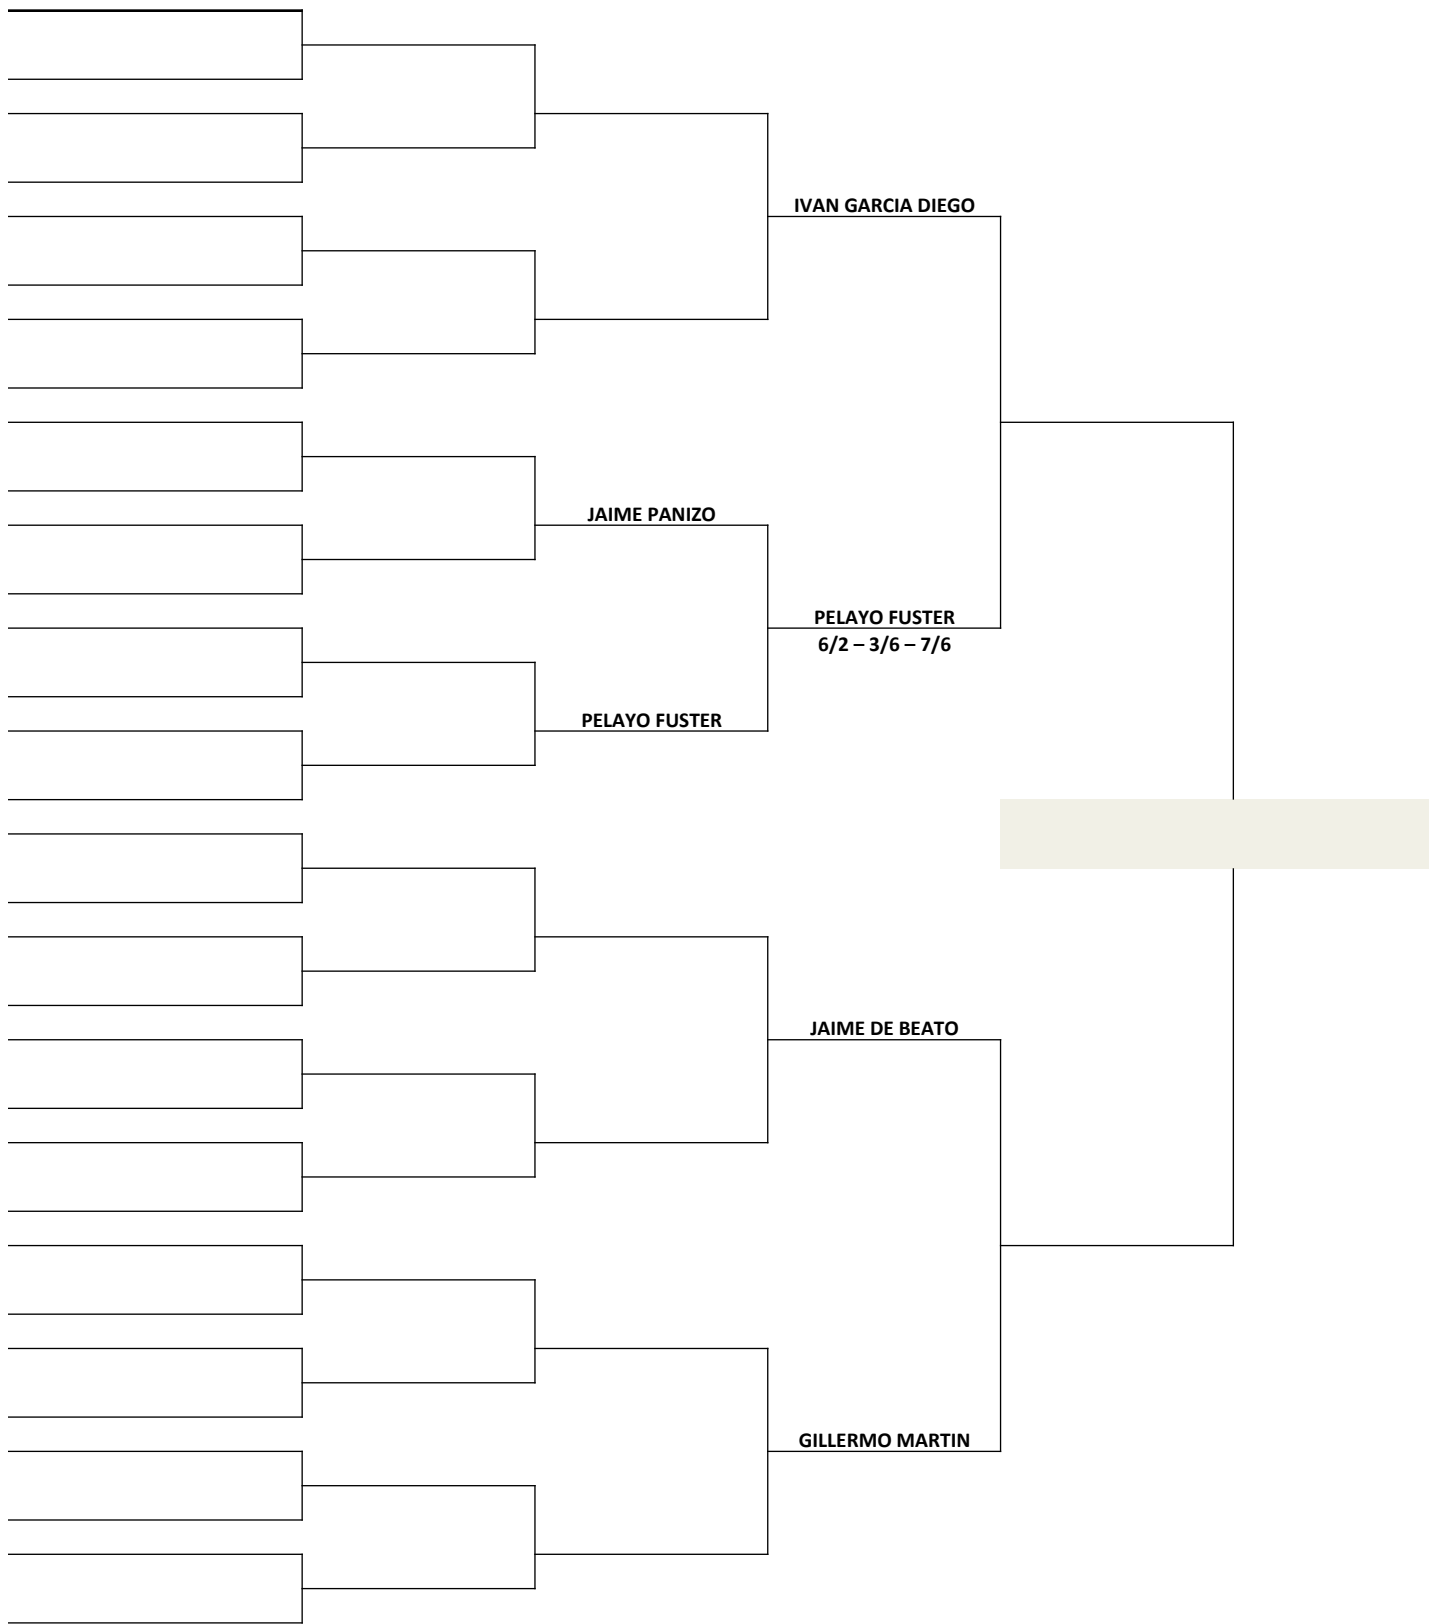 IVAN GARCIA DIEGO
JAIME PANIZO
PELAYO FUSTER
6/2 – 3/6 – 7/6
PELAYO FUSTER
JAIME DE BEATO
GILLERMO MARTIN